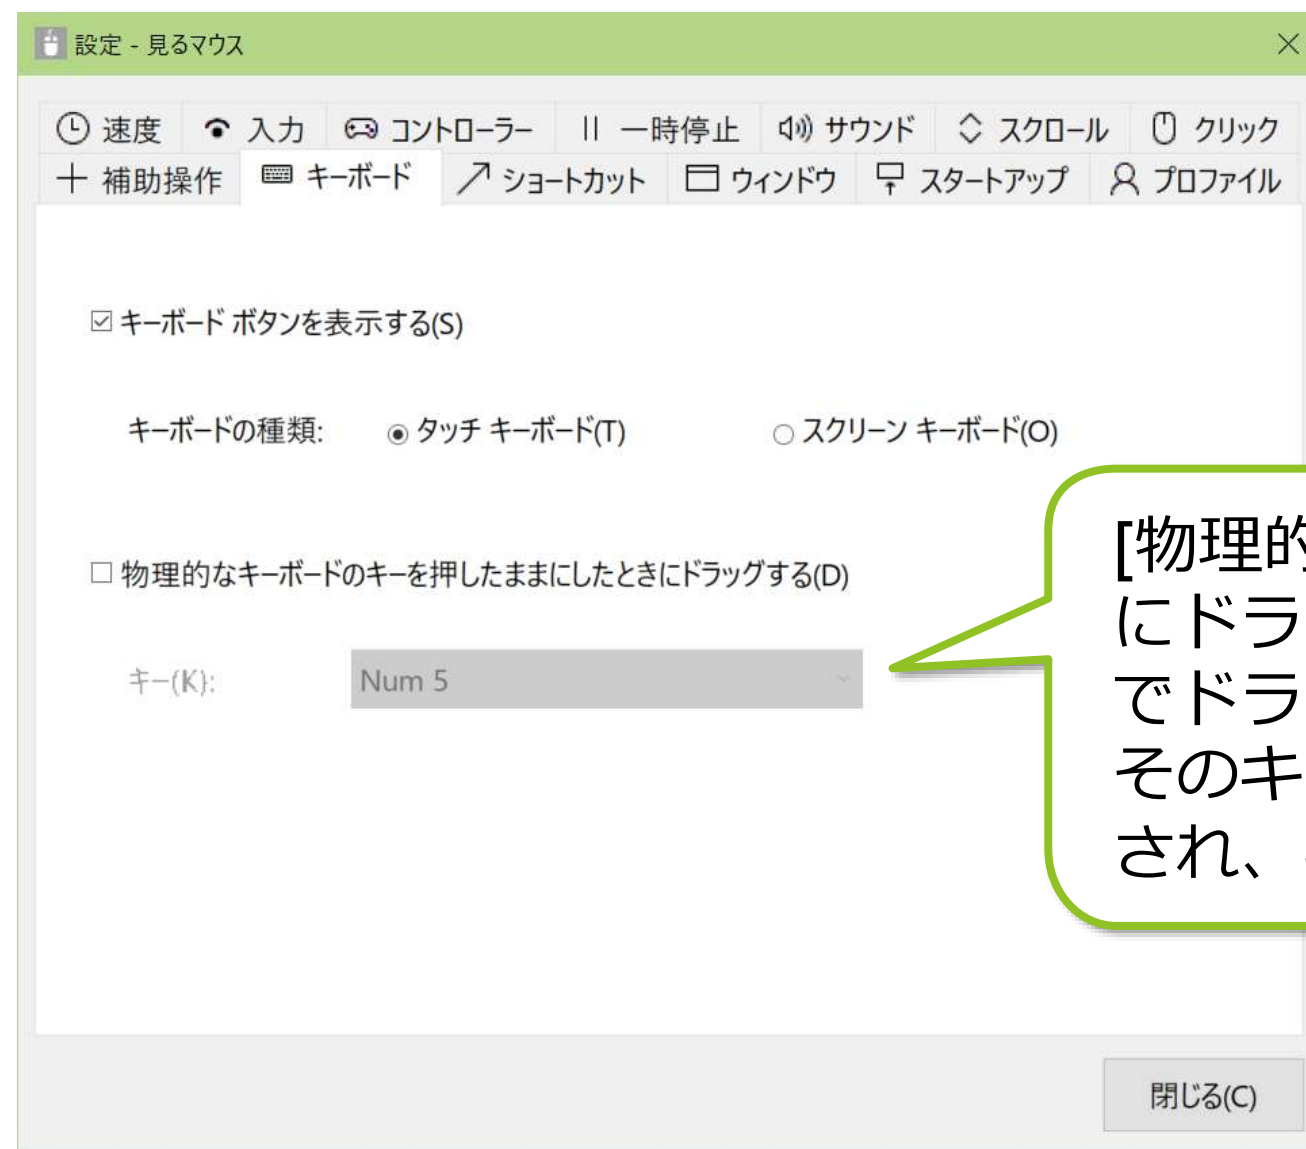 設定 - 見るマウス
速度 入力 コントローラー 一時停止 サウンド スクロール クリック
補助操作 キーボード ショートカット ウィンドウ スタートアップ プロファイル
キーボード ボタンを表示する(S)
キーボードの種類: タッチ キーボード(T) スクリーン キーボード(O)
物理的なキーボードのキーを押したままにしたときにドラッグする(D)
キー(K): Num 5
[物理的
にドラ
でドラ
そのキ
され、
閉じる(C)